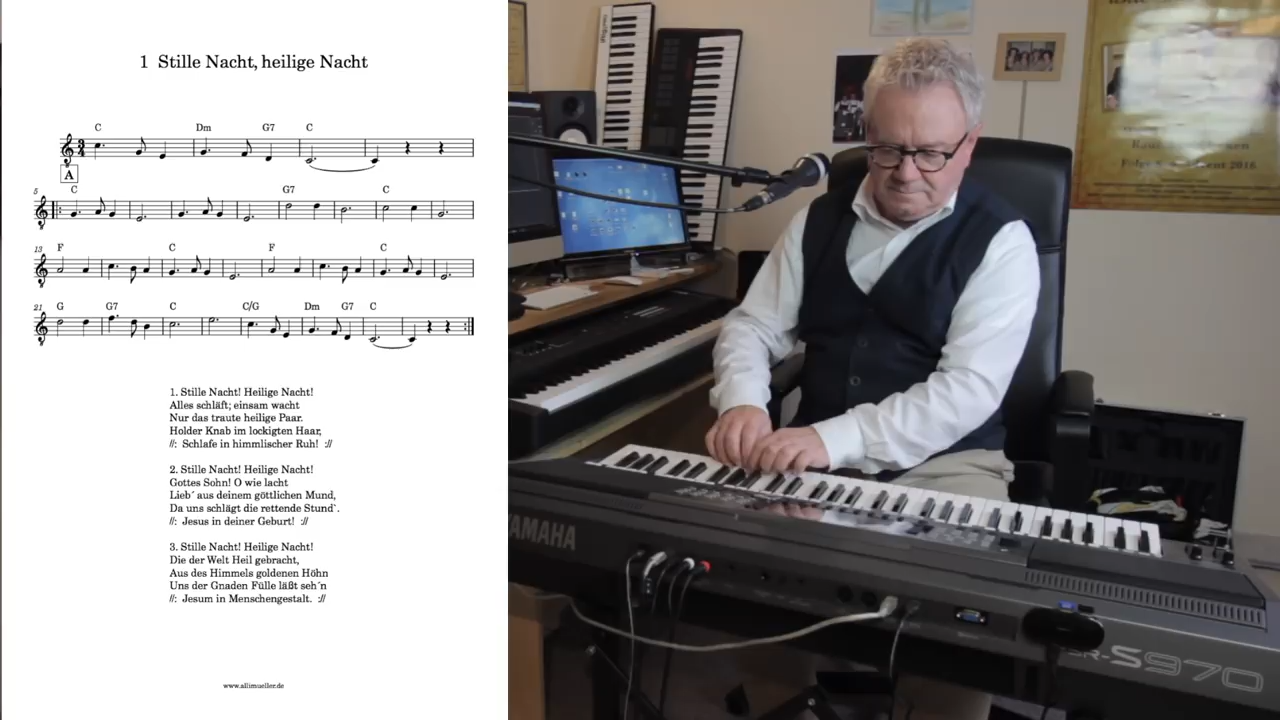 1 Stille Nacht, heilige Nacht
C Dm G7 C
A
5 C G7 C
13 F C F C
21 G G7 C C/G Dm G7 C
1. Stille Nacht! Heilige Nacht!
Alles schläft; einsam wacht
Nur das traute heilige Paar.
Holder Knab im lockigten Haar,
//: Schlafe in himmlischer Ruh! ://
2. Stille Nacht! Heilige Nacht!
Gottes Sohn! O wie lacht
Lieb´ aus deinem göttlichen Mund,
Da uns schlägt die rettende Stund`.
//: Jesus in deiner Geburt! ://
3. Stille Nacht! Heilige Nacht!
Die der Welt Heil gebracht,
Aus des Himmels goldenen Höhn
Uns der Gnaden Fülle läßt seh´n
//: Jesum in Menschengestalt. ://
www.allimueller.de
YAMAHA
S970